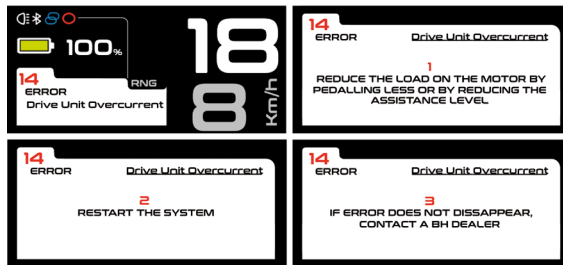 100%
18
8
Km/h
RNG
14
ERROR
Drive Unit Overcurrent
14
ERROR
Drive Unit Overcurrent
1
REDUCE THE LOAD ON THE MOTOR BY
PEDALLING LESS OR BY REDUCING THE
ASSISTANCE LEVEL
14
ERROR
Drive Unit Overcurrent
2
RESTART THE SYSTEM
14
ERROR
Drive Unit Overcurrent
3
IF ERROR DOES NOT DISSAPPEAR,
CONTACT A BH DEALER